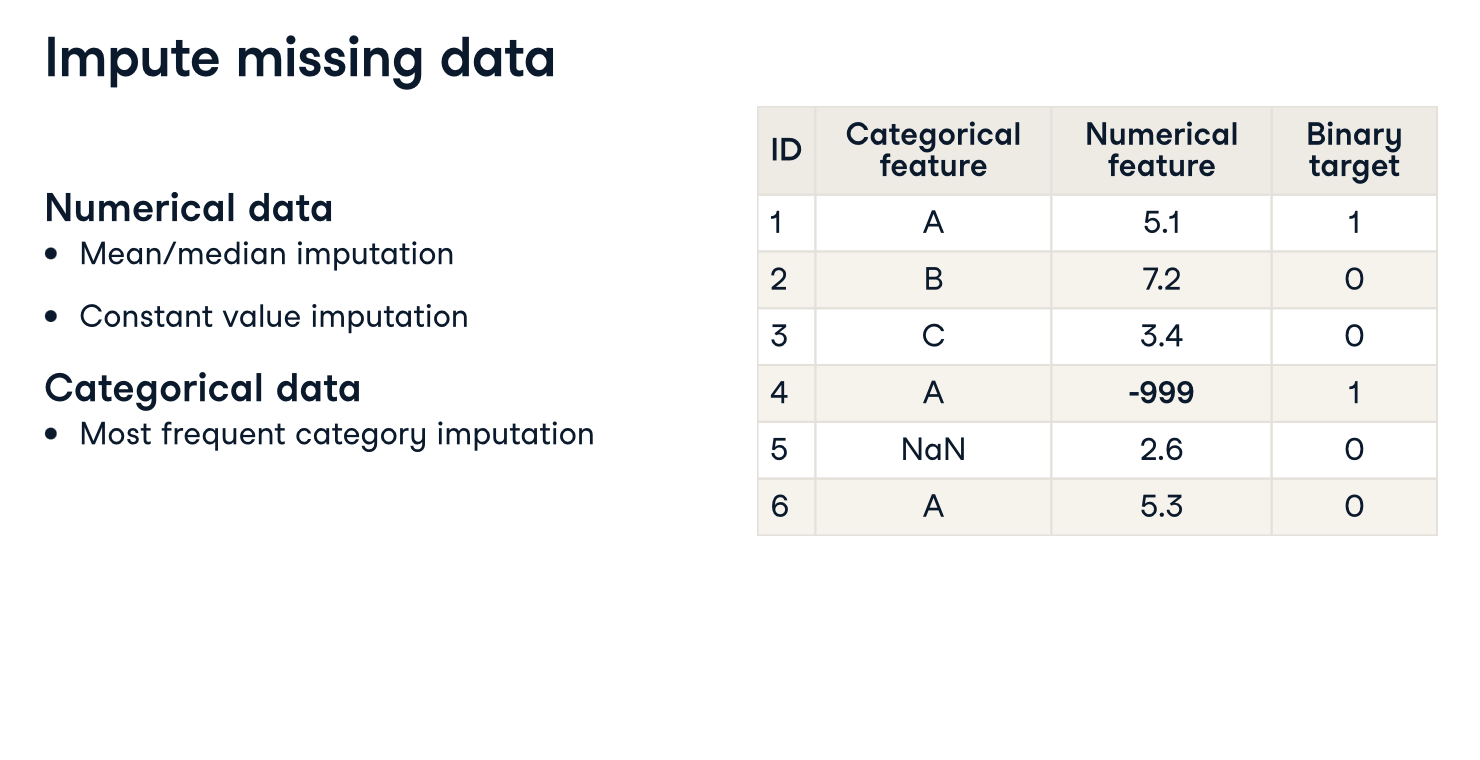 Impute missing data
Numerical data
• Mean/median imputation
• Constant value imputation
Categorical data
• Most frequent category imputation
ID Categorical feature Numerical feature Binary target
1 A 5.1 1
2 B 7.2 0
3 C 3.4 0
4 A -999 1
5 NaN 2.6 0
6 A 5.3 0